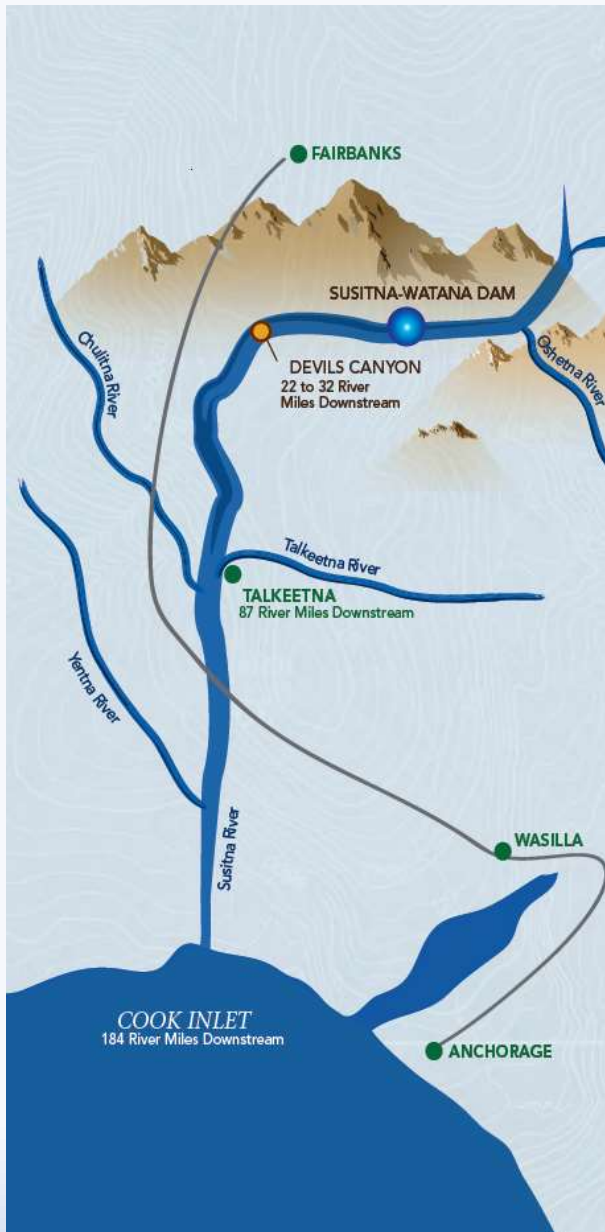 FAIRBANKS
SUSITNA-WATANA DAM
Chulitna River
Oshetna River
DEVILS CANYON
22 to 32 River
Miles Downstream
Talkeetna River
TALKEETNA
87 River Miles Downstream
Yentna River
Susitna River
WASILLA
COOK INLET
184 River Miles Downstream
ANCHORAGE